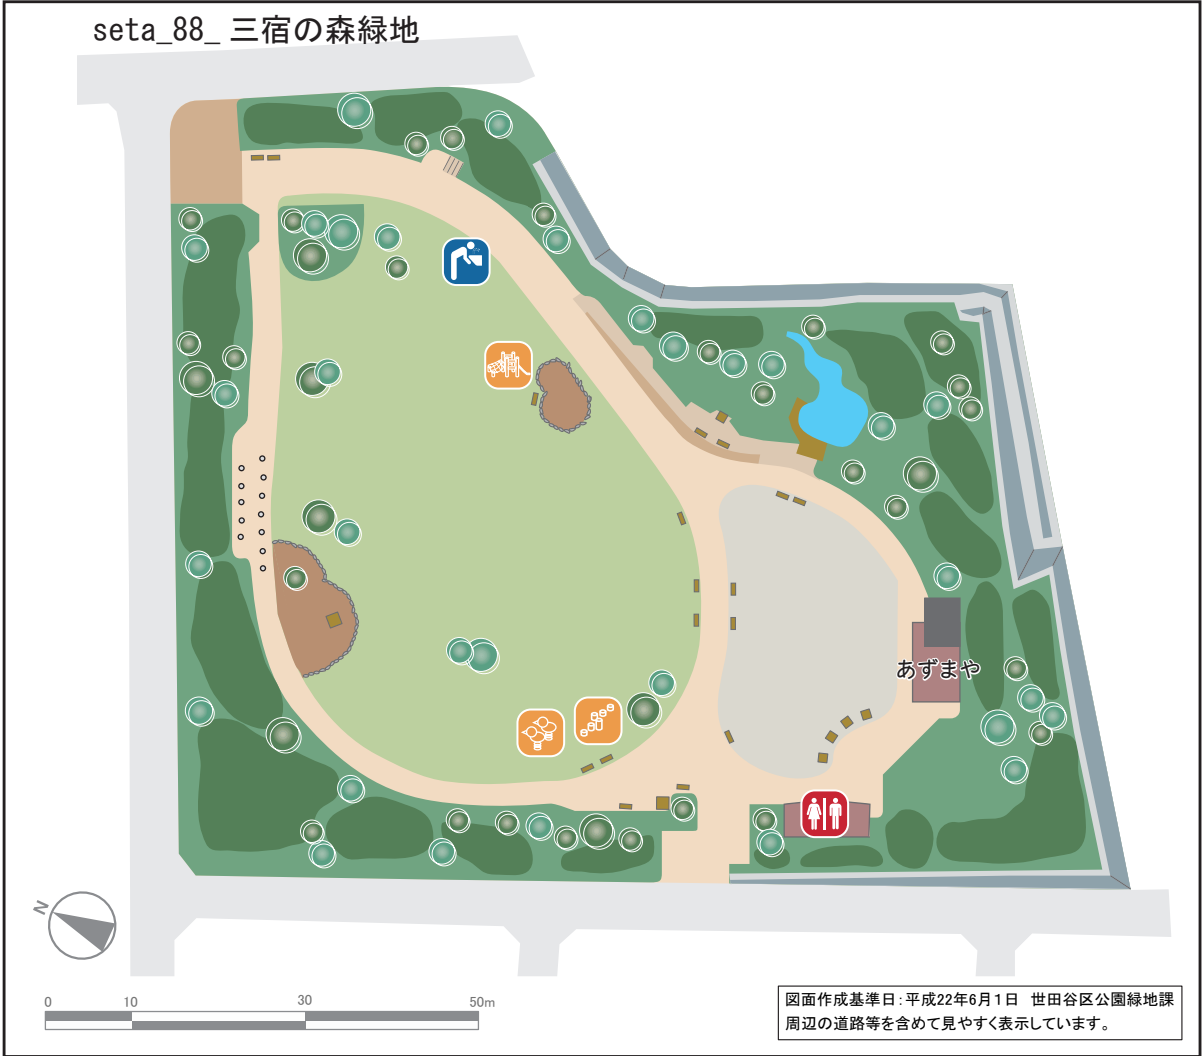 seta_88_ 三宿の森緑地
あずまや
N
0 10 30 50m
図面作成基準日：平成22年6月1日 世田谷区公園緑地課
周辺の道路等を含めて見やすく表示しています。